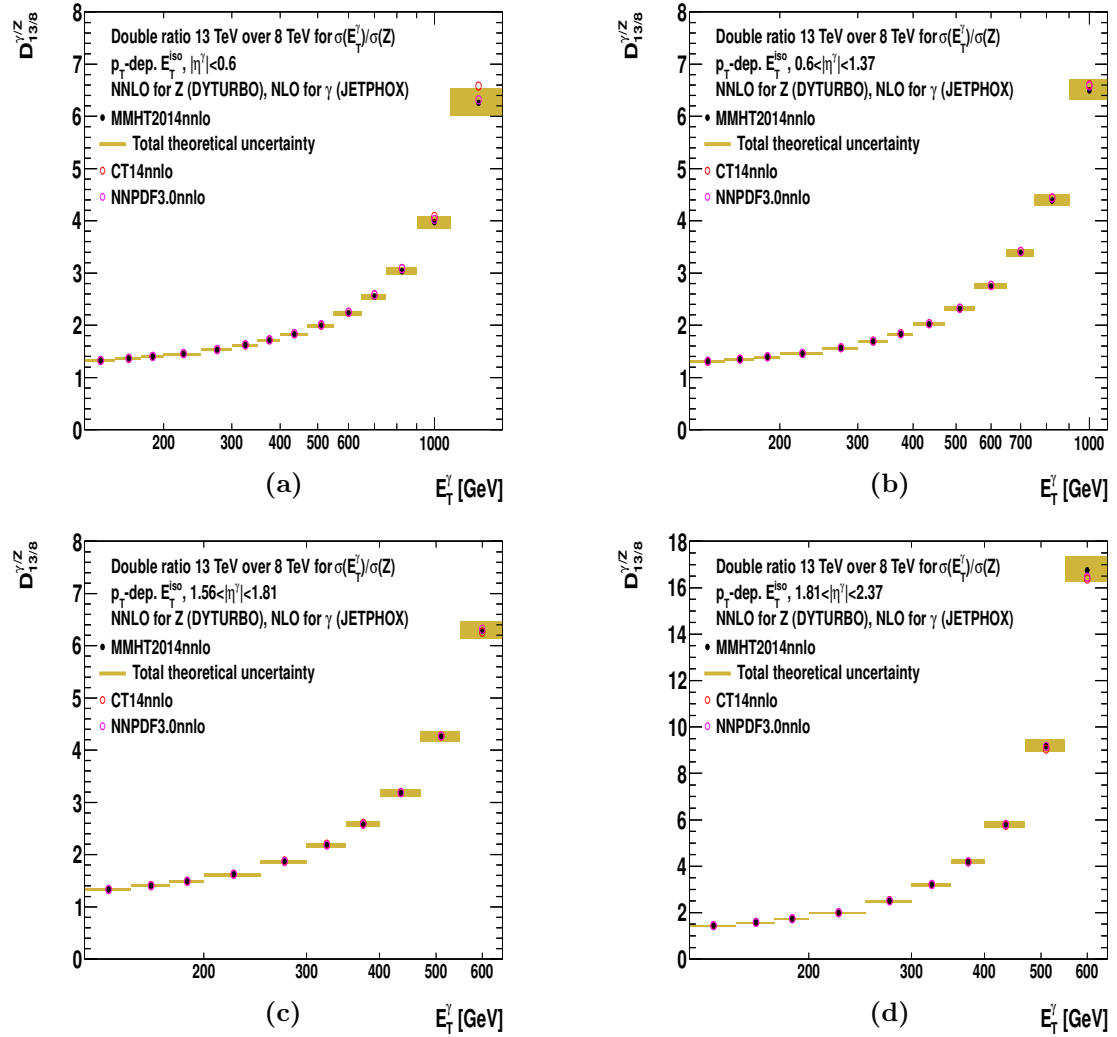 D^{γ/Z}_{13/8}
8
7
6
5
4
3
2
1
0
Double ratio 13 TeV over 8 TeV for σ(E_T^γ)/σ(Z)
p_T-dep. E_T^iso, |η^γ|<0.6
NNLO for Z (DYTURBO), NLO for γ (JETPHOX)
MMHT2014nnlo
Total theoretical uncertainty
CT14nnlo
NNPDF3.0nnlo
200 300 400 500 600 1000
E_T^γ [GeV]
(a)
D^{γ/Z}_{13/8}
8
7
6
5
4
3
2
1
0
Double ratio 13 TeV over 8 TeV for σ(E_T^γ)/σ(Z)
p_T-dep. E_T^iso, 0.6<|η^γ|<1.37
NNLO for Z (DYTURBO), NLO for γ (JETPHOX)
MMHT2014nnlo
Total theoretical uncertainty
CT14nnlo
NNPDF3.0nnlo
200 300 400 500 600 700 1000
E_T^γ [GeV]
(b)
D^{γ/Z}_{13/8}
8
7
6
5
4
3
2
1
0
Double ratio 13 TeV over 8 TeV for σ(E_T^γ)/σ(Z)
p_T-dep. E_T^iso, 1.56<|η^γ|<1.81
NNLO for Z (DYTURBO), NLO for γ (JETPHOX)
MMHT2014nnlo
Total theoretical uncertainty
CT14nnlo
NNPDF3.0nnlo
200 300 400 500 600
E_T^γ [GeV]
(c)
D^{γ/Z}_{13/8}
18
16
14
12
10
8
6
4
2
0
Double ratio 13 TeV over 8 TeV for σ(E_T^γ)/σ(Z)
p_T-dep. E_T^iso, 1.81<|η^γ|<2.37
NNLO for Z (DYTURBO), NLO for γ (JETPHOX)
MMHT2014nnlo
Total theoretical uncertainty
CT14nnlo
NNPDF3.0nnlo
200 300 400 500 600
E_T^γ [GeV]
(d)